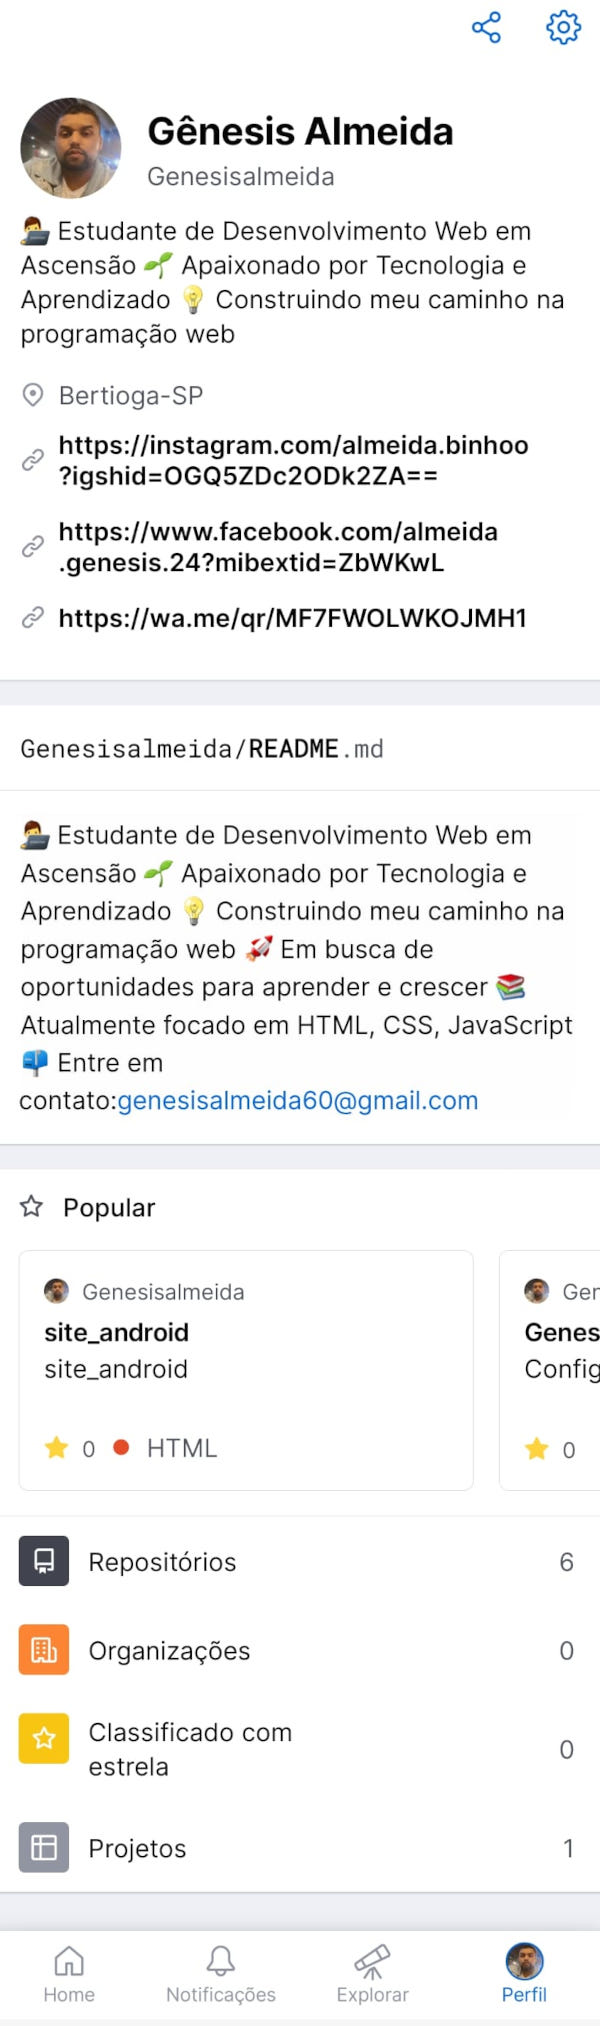 Gênesis Almeida
Genesisalmeida
👨‍💻 Estudante de Desenvolvimento Web em
Ascensão 🌱 Apaixonado por Tecnologia e
Aprendizado 💡 Construindo meu caminho na
programação web
Bertioga-SP
https://instagram.com/almeida.binhoo
?igshid=OGQ5ZDc2ODk2ZA==
https://www.facebook.com/almeida
.genesis.24?mibextid=ZbWKwL
https://wa.me/qr/MF7FWOLWKOJMH1
Genesisalmeida/README.md
👨‍💻 Estudante de Desenvolvimento Web em
Ascensão 🌱 Apaixonado por Tecnologia e
Aprendizado 💡 Construindo meu caminho na
programação web 🚀 Em busca de
oportunidades para aprender e crescer 📚
Atualmente focado em HTML, CSS, JavaScript
📫 Entre em
contato:genesisalmeida60@gmail.com
Popular
Genesisalmeida
site_android
site_android
0 HTML
Gen
Genes
Config
0
Repositórios 6
Organizações 0
Classificado com
estrela 0
Projetos 1
Home Notificações Explorar Perfil